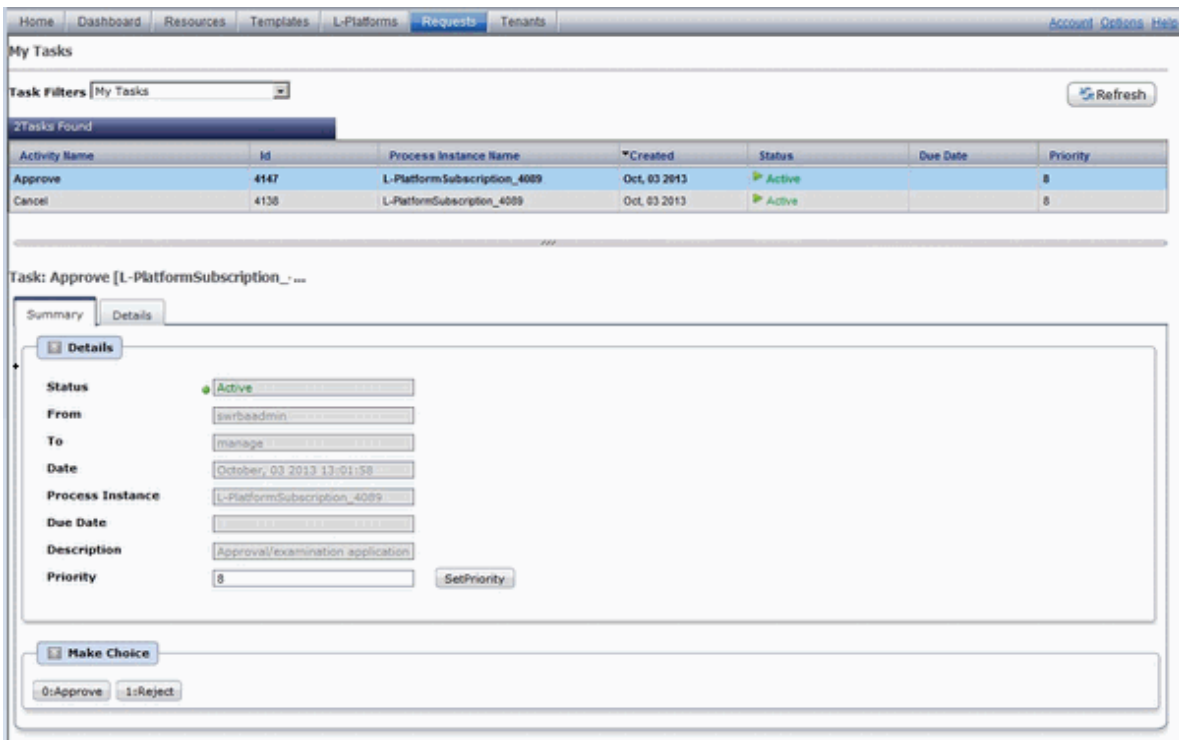 Home Dashboard Resources Templates L-Platforms Requests Tenants Account Options Help
My Tasks
Task Filters My Tasks Refresh
2Tasks Found
Activity Name Id Process Instance Name Created Status Due Date Priority
Approve 4147 L-PlatformSubscription_4089 Oct, 03 2013 Active 8
Cancel 4138 L-PlatformSubscription_4089 Oct, 03 2013 Active 8
Task: Approve [L-PlatformSubscription_-...
Summary Details
Details
Status Active
From swrbaadmin
To manage
Date October, 03 2013 13:01:58
Process Instance L-PlatformSubscription_4089
Due Date
Description Approval/examination application
Priority 8 SetPriority
Make Choice
0:Approve 1:Reject